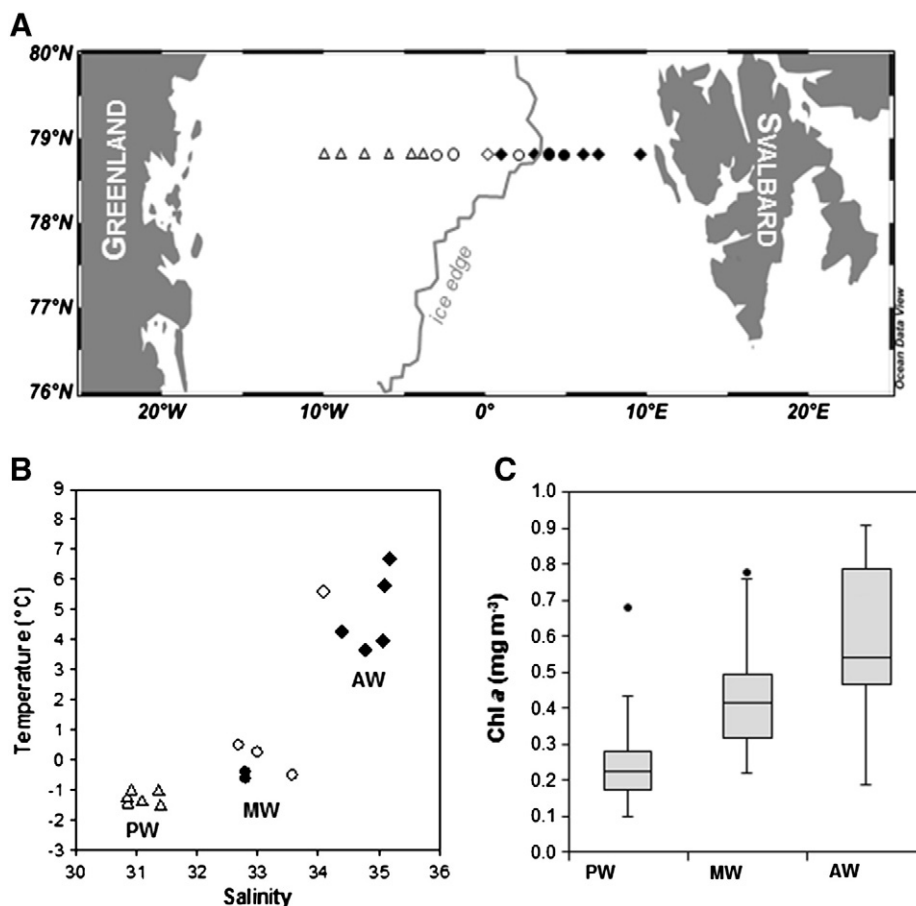 A
80°N
79°N
78°N
77°N
76°N
GREENLAND
ice edge
SVALBARD
Ocean Data View
20°W
10°W
0°
10°E
20°E
B
Temperature (°C)
9
8
7
6
5
4
3
2
1
0
-1
-2
-3
AW
MW
PW
30
31
32
33
34
35
36
Salinity
C
Chl a (mg m-3)
1.0
0.9
0.8
0.7
0.6
0.5
0.4
0.3
0.2
0.1
0.0
PW
MW
AW